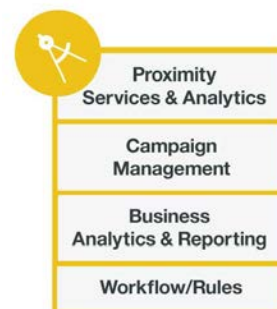 Proximity
Services & Analytics
Campaign
Management
Business
Analytics & Reporting
Workflow/Rules